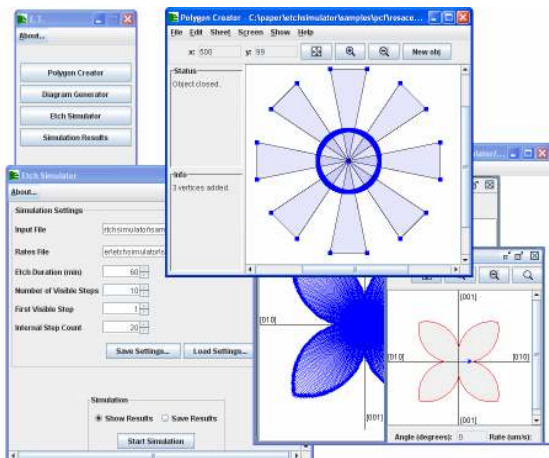 E.T.
About...
Polygon Creator
Diagram Generator
Etch Simulator
Simulation Results
Polygon Creator - C:\paper\etchsimulator\samples\pcf\rosace...
File Edit Sheet Screen Show Help
x: 500 y: 99 New obj
Status
Object closed.
Info
3 vertices added.
Etch Simulator
About...
Simulation Settings
Input File
Rates File
Etch Duration (min) 60
Number of Visible Steps 10
First Visible Step 1
Internal Step Count 20
Save Settings... Load Settings...
Simulation
Show Results Save Results
Start Simulation
[010]
[001]
[001]
[010] [010]
[001]
Angle (degrees): 0 Rate (um/s):